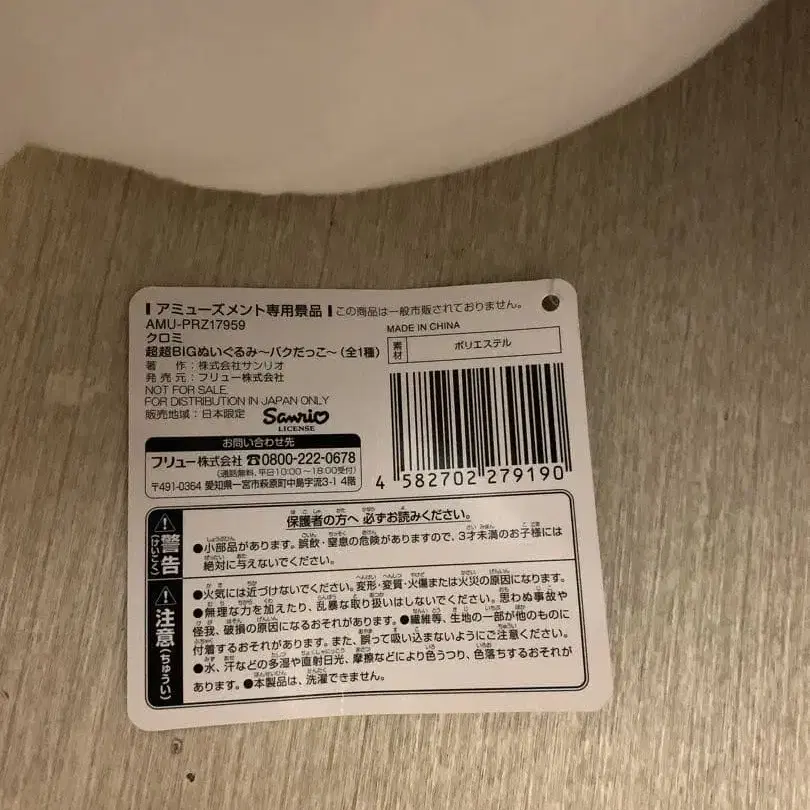 アミューズメント専用景品 この商品は一般市販されておりません。
AMU-PRZ17959
クロミ
超超BIGぬいぐるみ〜バクだっこ〜（全1種）
著　作：株式会社サンリオ
発売元：フリュー株式会社
NOT FOR SALE.
FOR DISTRIBUTION IN JAPAN ONLY
販売地域：日本限定
Sanrio
LICENSE
MADE IN CHINA
素材 ポリエステル
4 582702 279190
お問い合わせ先
フリュー株式会社 ☎0800-222-0678
（通話無料、平日10:00〜18:00受付）
〒491-0364 愛知県一宮市萩原町中島宇流3-1 4階
警告（けいこく）
保護者の方へ 必ずお読みください。
●小部品があります。誤飲・窒息の危険がありますので、3才未満のお子様には
絶対に与えないでください。
注意（ちゅうい）
●火気には近づけないでください。変形・変質・火傷または火災の原因になります。
●無理な力を加えたり、乱暴な取り扱いはしないでください。思わぬ事故や
怪我、破損の原因になるおそれがあります。●繊維等、生地の一部が他のものに
付着するおそれがあります。また、誤って吸い込まないようにご注意ください。
●水、汗などの多湿や直射日光、摩擦などにより色うつり、色落ちするおそれが
あります。●本製品は、洗濯できません。